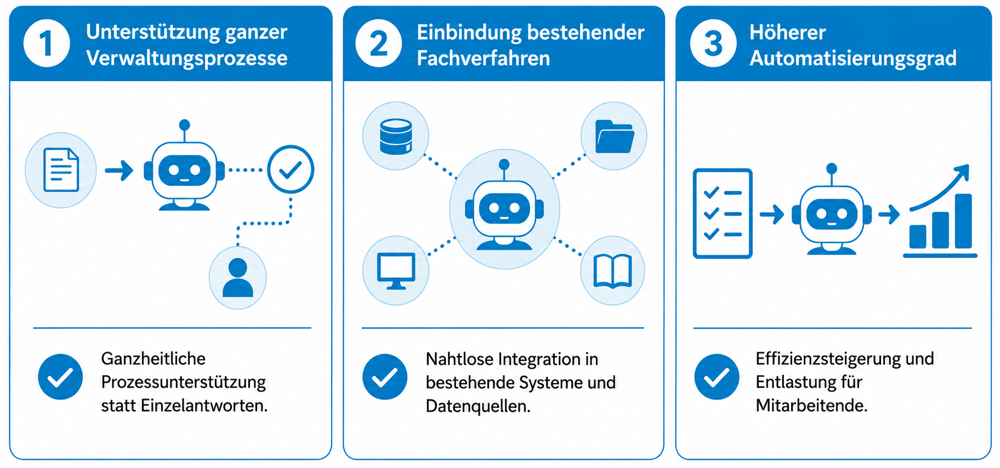 1
Unterstützung ganzer
Verwaltungsprozesse
Ganzheitliche
Prozessunterstützung
statt Einzelantworten.
2
Einbindung bestehender
Fachverfahren
Nahtlose Integration in
bestehende Systeme und
Datenquellen.
3
Höherer
Automatisierungsgrad
Effizienzsteigerung und
Entlastung für
Mitarbeitende.